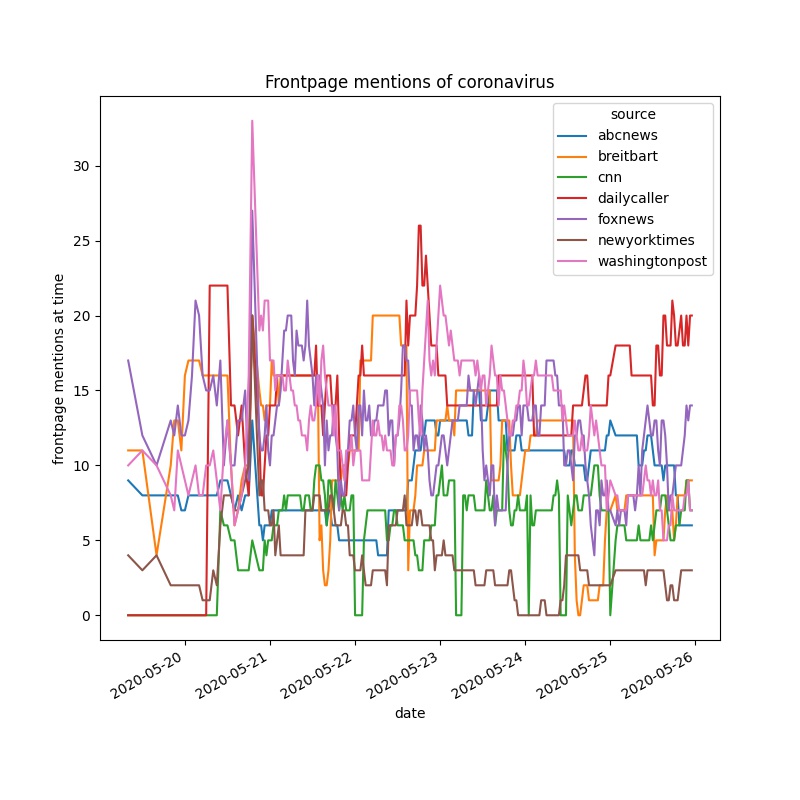 Frontpage mentions of coronavirus
source
abcnews
breitbart
cnn
dailycaller
foxnews
newyorktimes
washingtonpost
frontpage mentions at time
30
25
20
15
10
5
0
2020-05-20
2020-05-21
2020-05-22
2020-05-23
2020-05-24
2020-05-25
2020-05-26
date